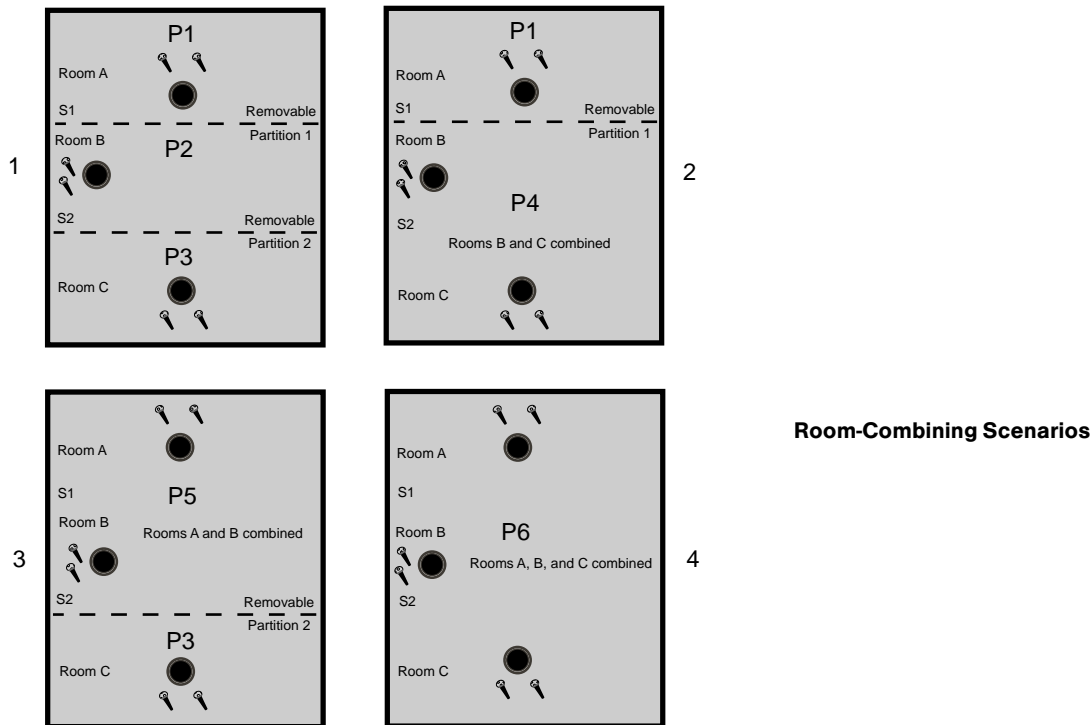 P1
Room A
S1
Removable
Partition 1
Room B
P2
S2
Removable
Partition 2
P3
Room C
1
P1
Room A
S1
Removable
Partition 1
Room B
P4
S2
Rooms B and C combined
Room C
2
Room A
S1
P5
Room B
Rooms A and B combined
S2
Removable
Partition 2
P3
Room C
3
Room A
S1
Room B
P6
Rooms A, B, and C combined
S2
Room C
4
Room-Combining Scenarios